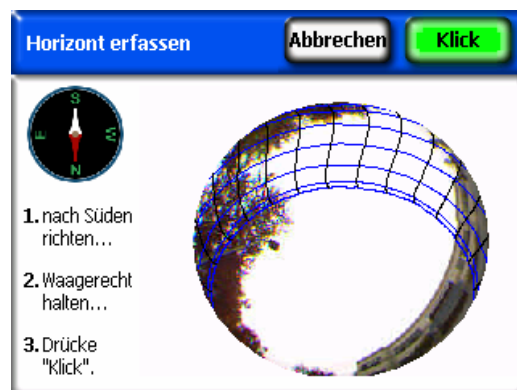 Horizont erfassen
Abbrechen
Klick
S
E
W
N
1. nach Süden
richten...
2. Waagerecht
halten...
3. Drücke
"Klick".